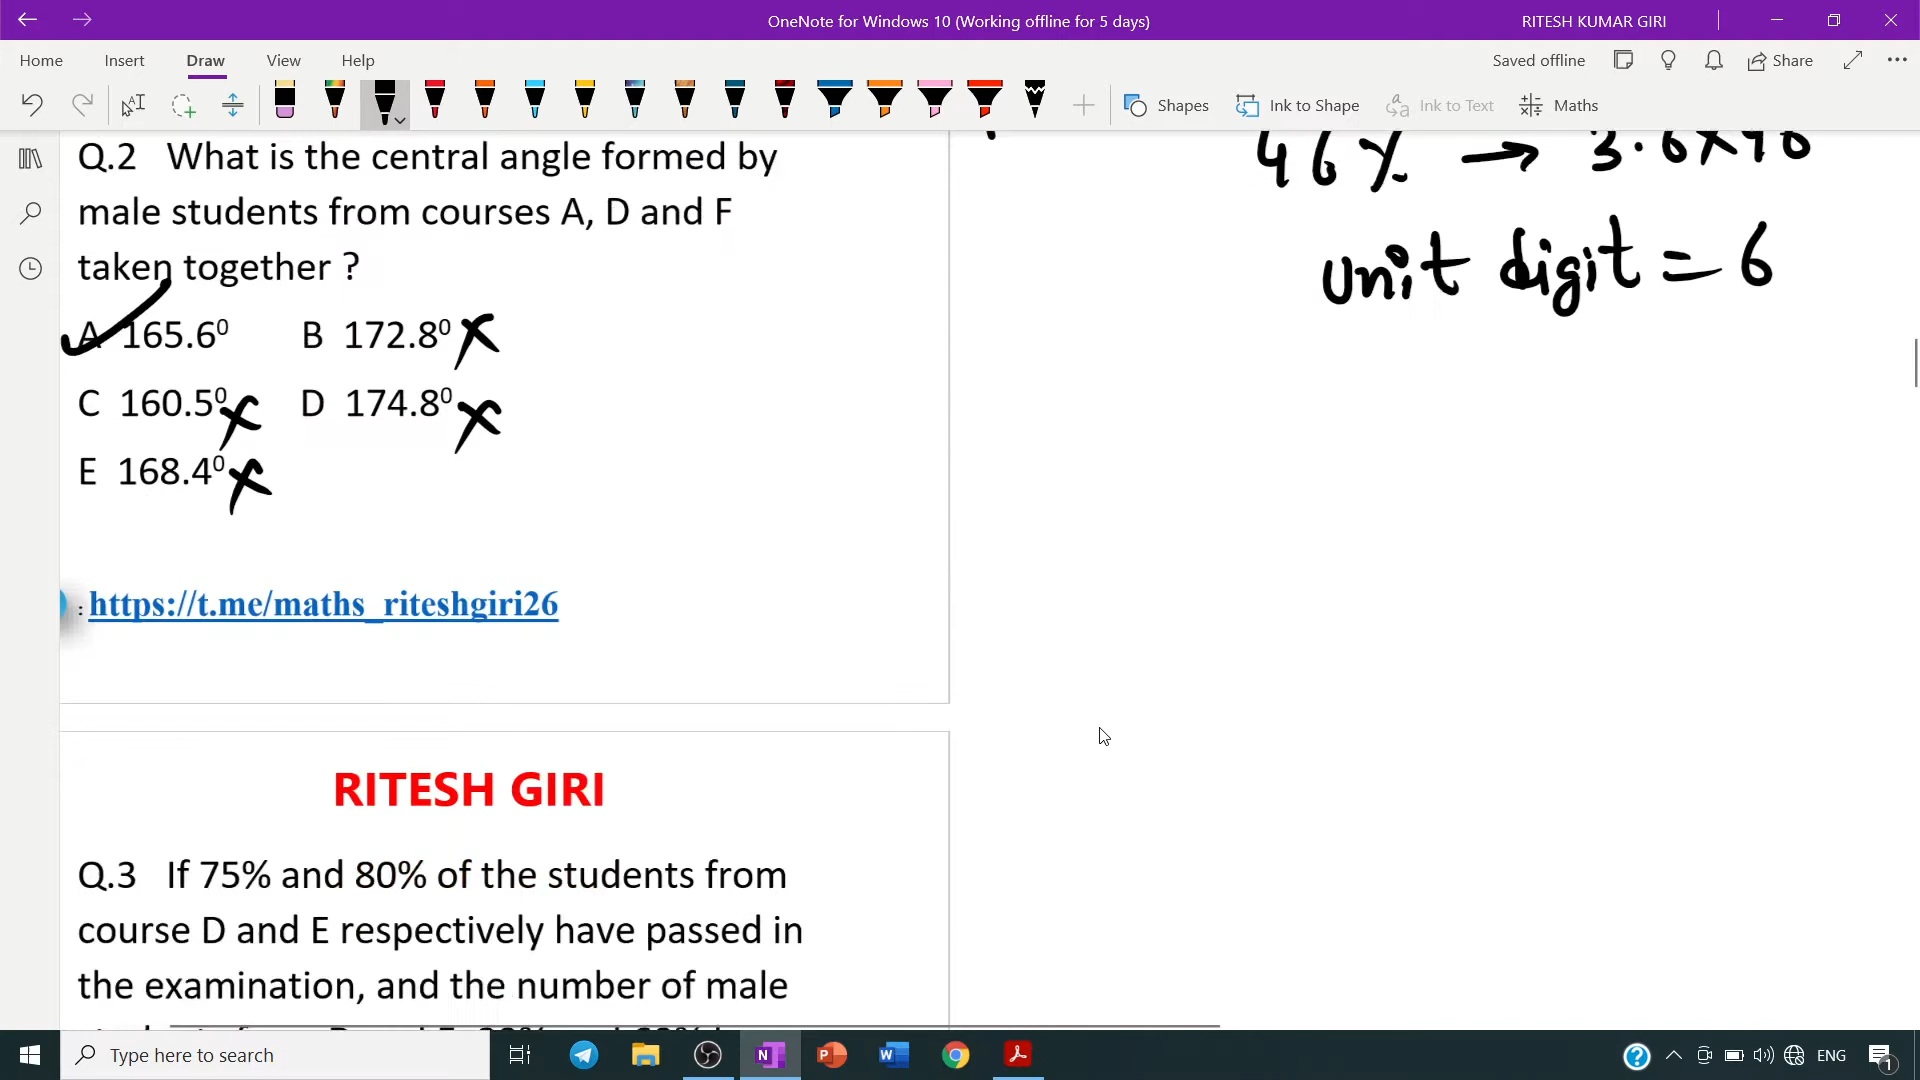 OneNote for Windows 10 (Working offline for 5 days)
RITESH KUMAR GIRI
Home Insert Draw View Help
Saved offline Share
Shapes Ink to Shape Ink to Text Maths
Q.2 What is the central angle formed by
male students from courses A, D and F
taken together ?
A 165.6⁰ B 172.8⁰ X
C 160.5⁰ X D 174.8⁰ X
E 168.4⁰ X
: https://t.me/maths_riteshgiri26
46% → 3.6×46
unit digit = 6
RITESH GIRI
Q.3 If 75% and 80% of the students from
course D and E respectively have passed in
the examination, and the number of male
Type here to search
ENG
1